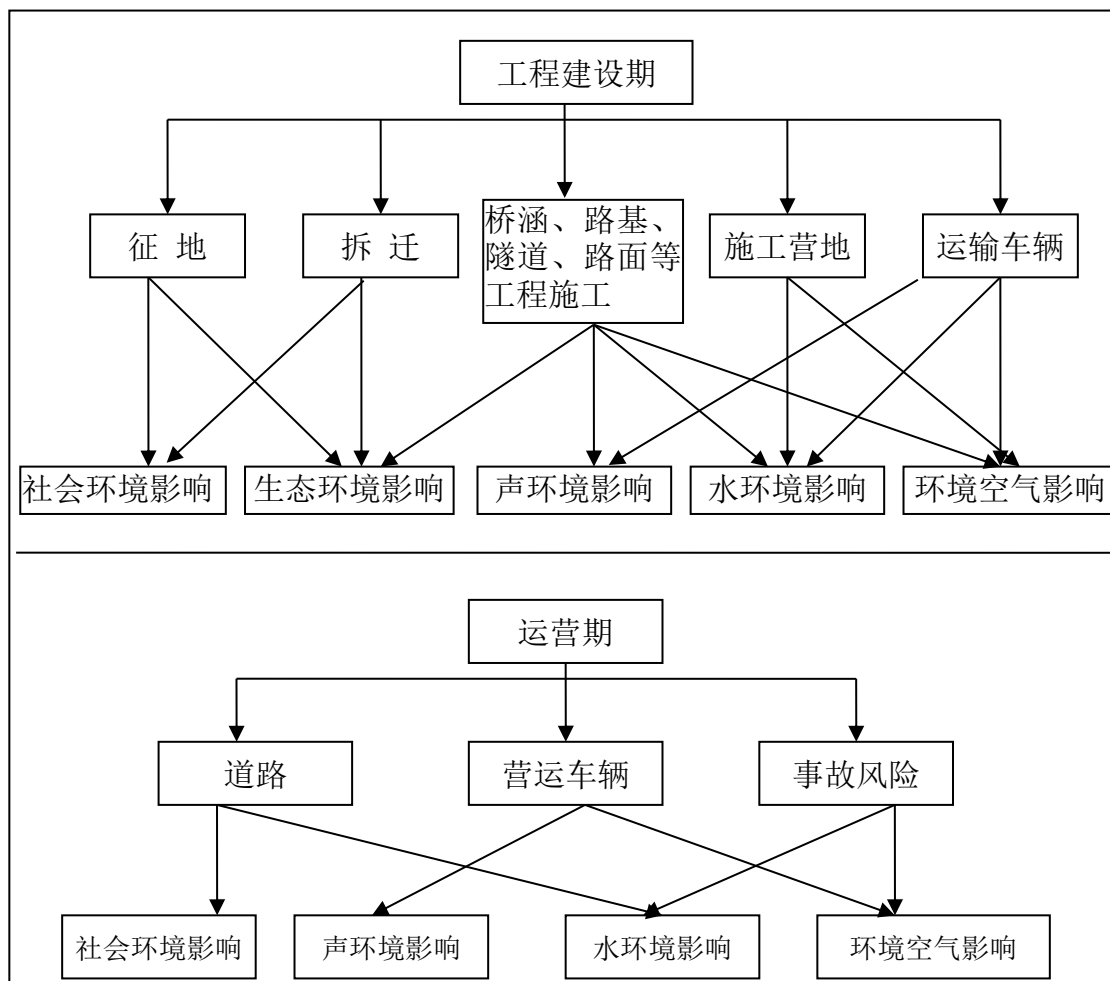 工程建设期
征 地
拆 迁
桥涵、路基、
隧道、路面等
工程施工
施工营地
运输车辆
社会环境影响
生态环境影响
声环境影响
水环境影响
环境空气影响
运营期
道路
营运车辆
事故风险
社会环境影响
声环境影响
水环境影响
环境空气影响